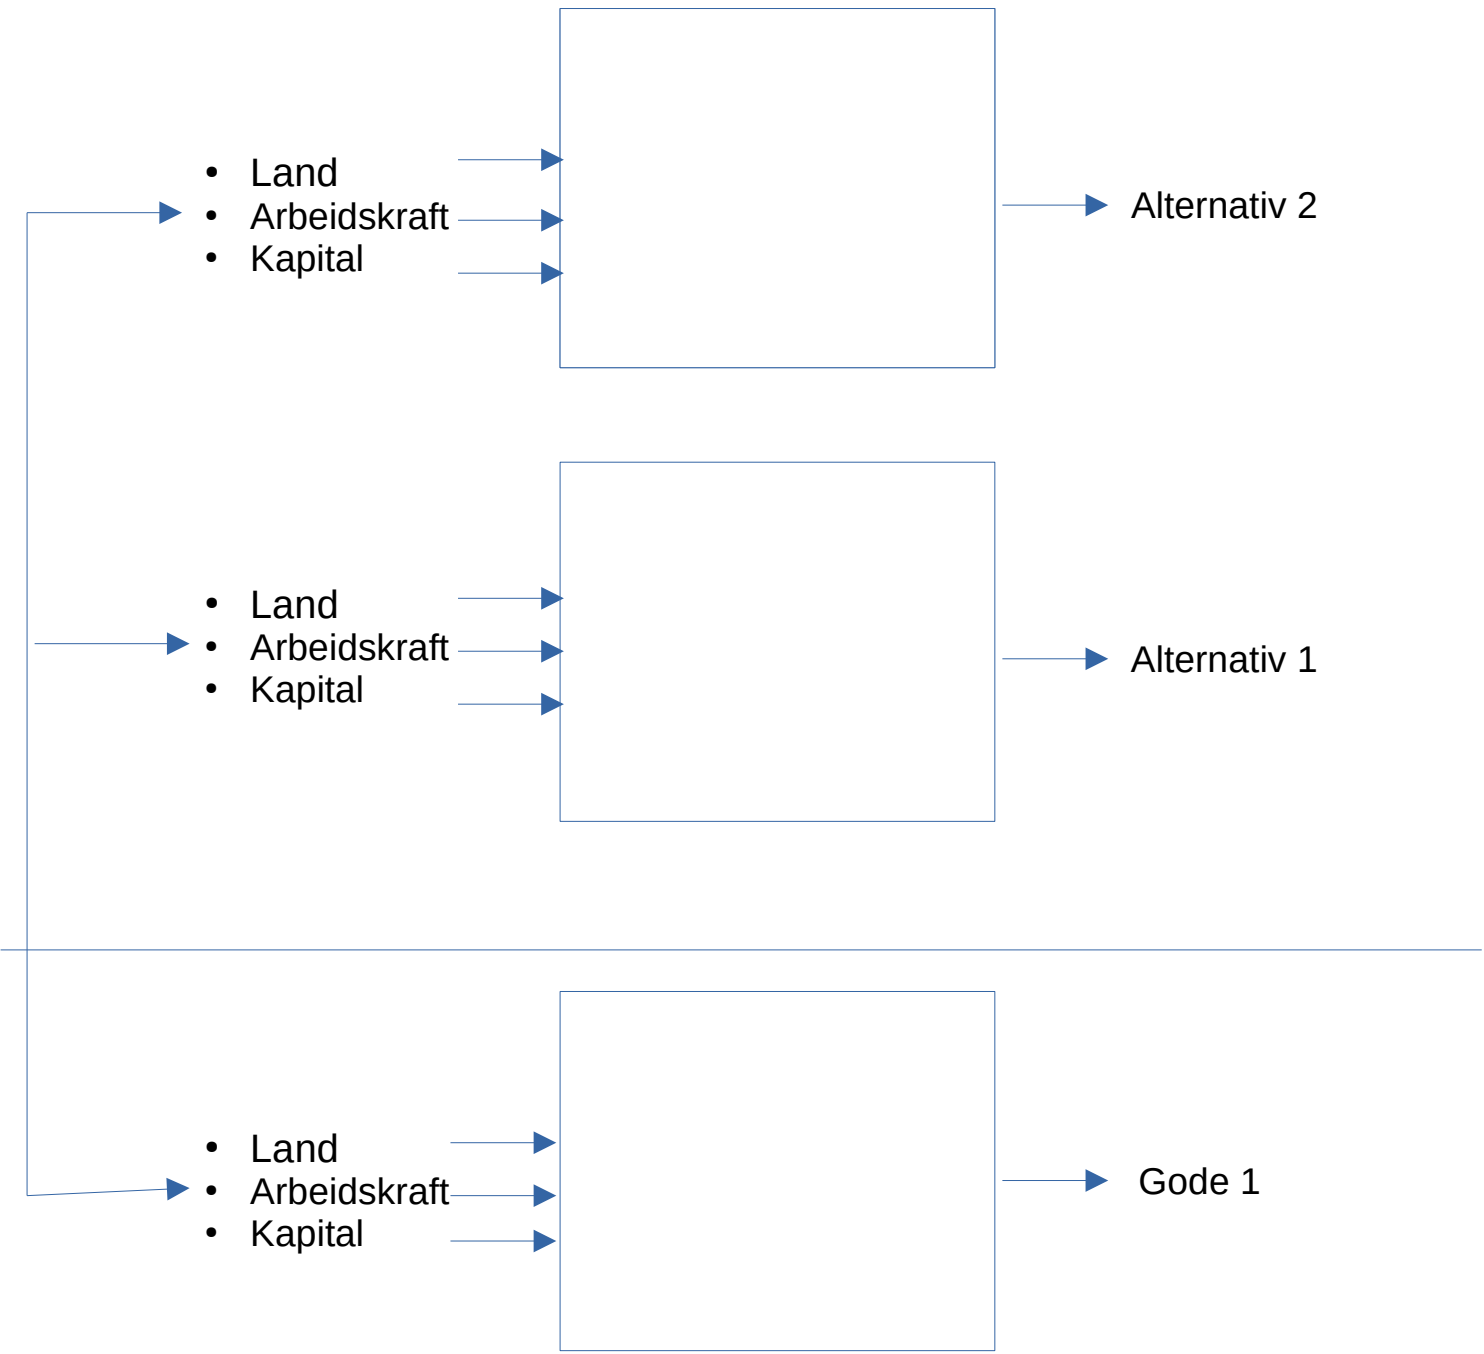 • Land
• Arbeidskraft
• Kapital
Alternativ 2
• Land
• Arbeidskraft
• Kapital
Alternativ 1
• Land
• Arbeidskraft
• Kapital
Gode 1